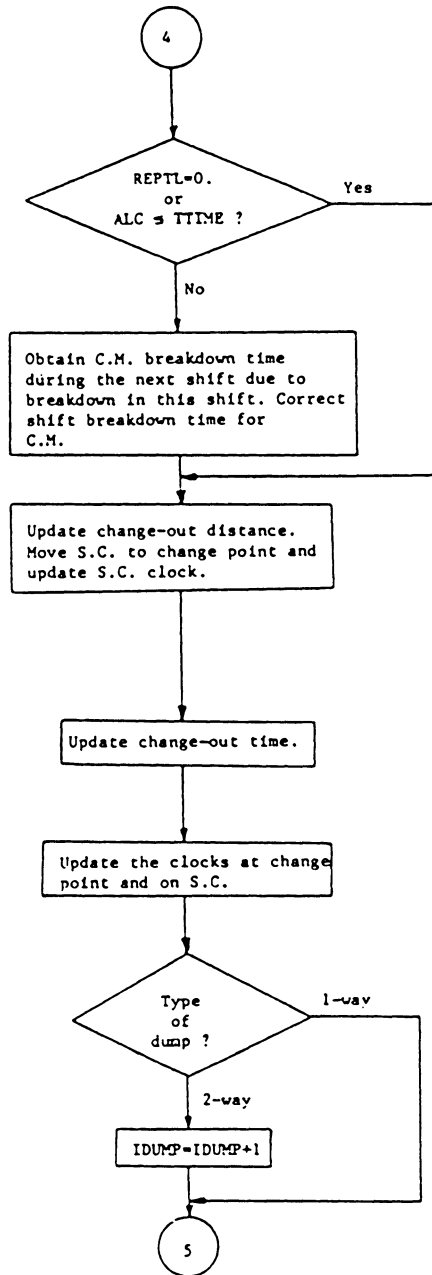 4
REPTL=0.
or
ALC ≤ TTIME ?
Yes
No
Obtain C.M. breakdown time
during the next shift due to
breakdown in this shift. Correct
shift breakdown time for
C.M.
Update change-out distance.
Move S.C. to change point and
update S.C. clock.
Update change-out time.
Update the clocks at change
point and on S.C.
Type
of
dump ?
1-way
2-way
IDUMP=IDUMP+1
5